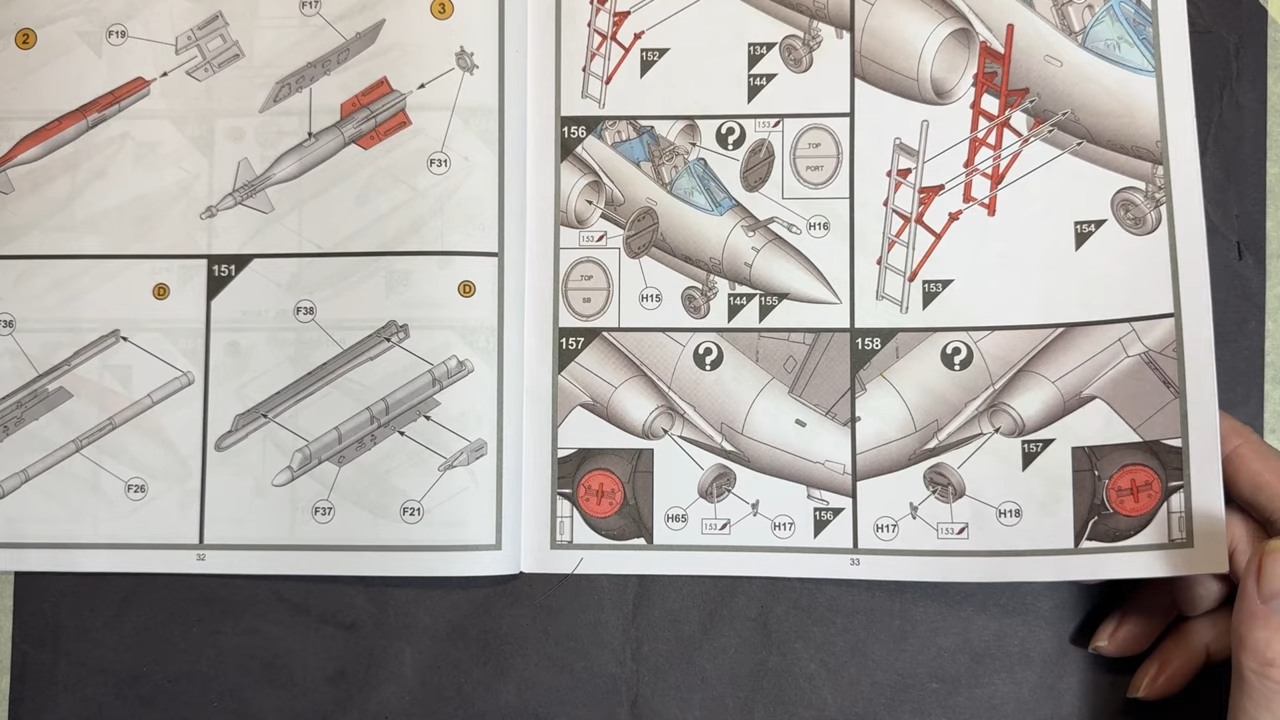 2
F19
F17
3
F31
F36
F26
D
151
D
F38
F37
F21
32
152
134
144
156
?
153
TOP
PORT
H16
153
TOP
SB
H15
144
155
153
154
157
?
H65
153
H17
156
158
?
157
H17
153
H18
33